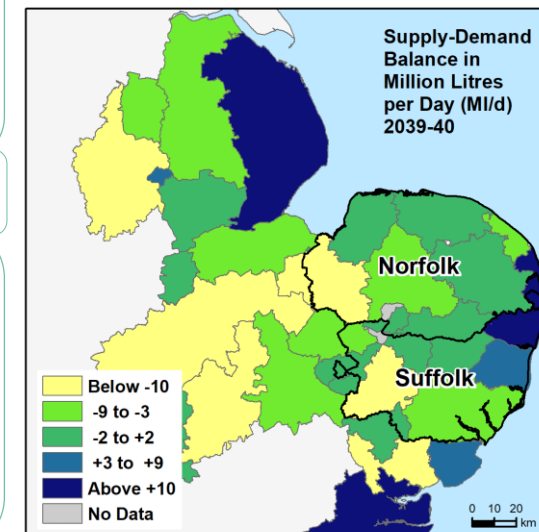 Supply-Demand
Balance in
Million Litres
per Day (Ml/d)
2039-40
Norfolk
Suffolk
Below -10
-9 to -3
-2 to +2
+3 to +9
Above +10
No Data
0 10 20
km